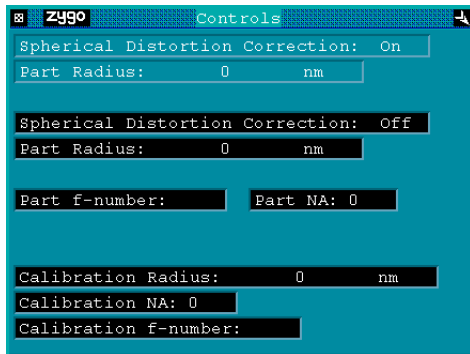 zygo Controls
Spherical Distortion Correction: On
Part Radius: 0 nm
Spherical Distortion Correction: Off
Part Radius: 0 nm
Part f-number: Part NA: 0
Calibration Radius: 0 nm
Calibration NA: 0
Calibration f-number: